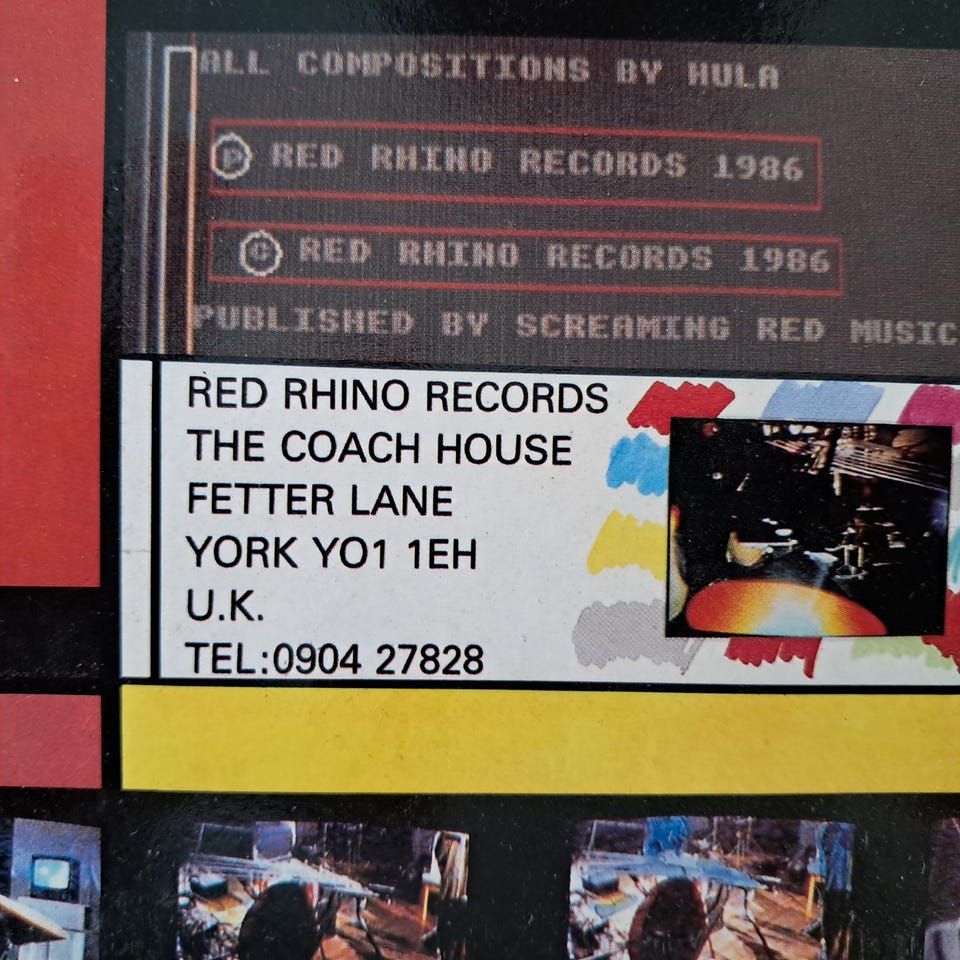 ALL COMPOSITIONS BY HULA
Ⓟ RED RHINO RECORDS 1986
© RED RHINO RECORDS 1986
PUBLISHED BY SCREAMING RED MUSIC
RED RHINO RECORDS
THE COACH HOUSE
FETTER LANE
YORK YO1 1EH
U.K.
TEL:0904 27828